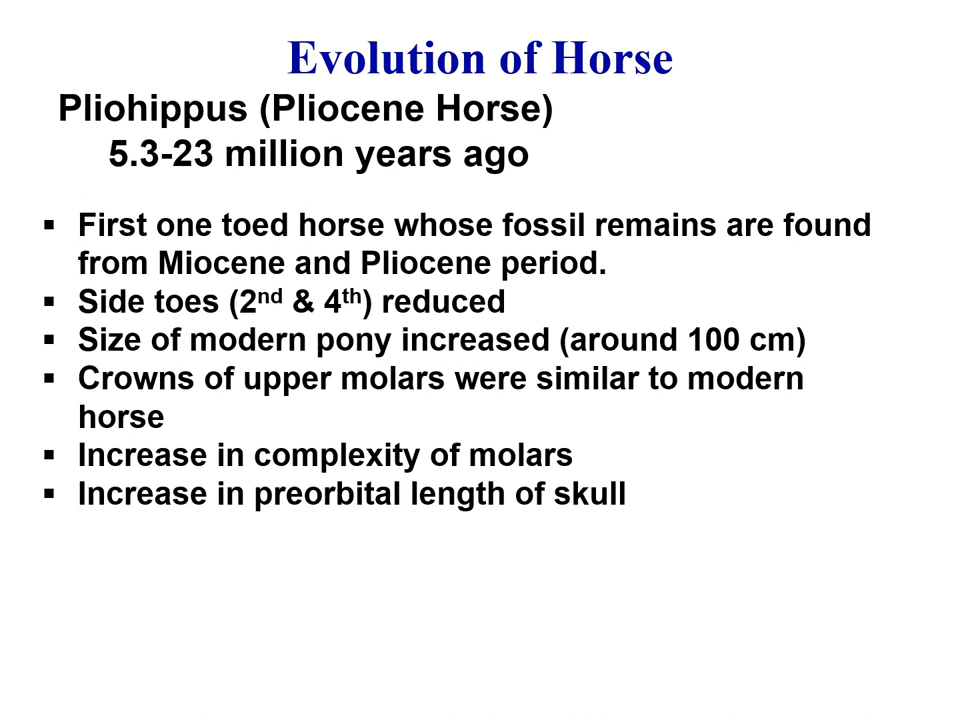 Evolution of Horse
Pliohippus (Pliocene Horse)
5.3-23 million years ago
▪ First one toed horse whose fossil remains are found
from Miocene and Pliocene period.
▪ Side toes (2nd & 4th) reduced
▪ Size of modern pony increased (around 100 cm)
▪ Crowns of upper molars were similar to modern
horse
▪ Increase in complexity of molars
▪ Increase in preorbital length of skull